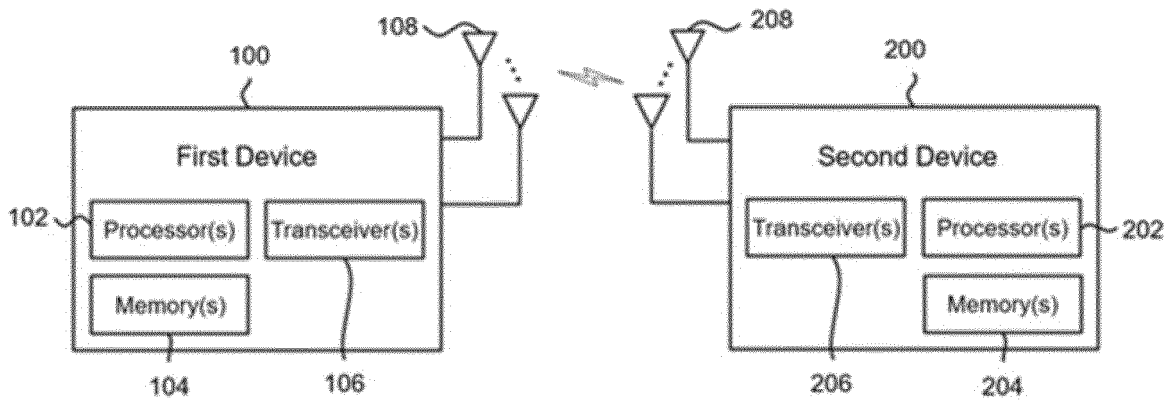 108
208
100
200
First Device
Second Device
102
Processor(s)
Transceiver(s)
Transceiver(s)
Processor(s)
202
Memory(s)
Memory(s)
104
106
206
204